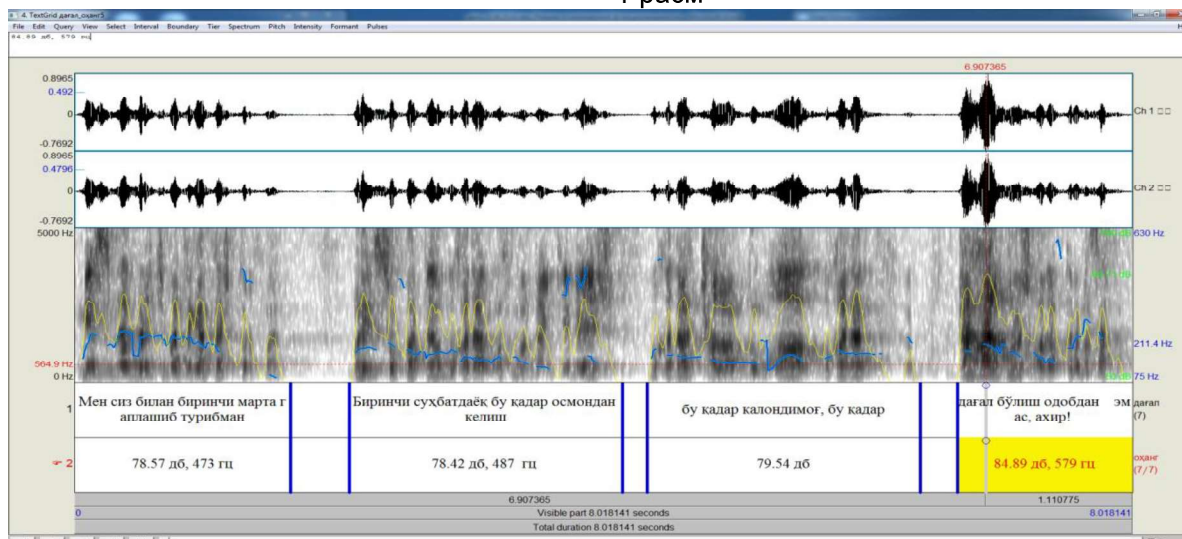 1-расм
4. TextGrid дағал_оҳанг3
File Edit Query View Select Interval Boundary Tier Spectrum Pitch Intensity Formant Pulses
84.89 дб, 579 гц
6.907365
0.8965
0.492
0
-0.7692
Ch 1
0.8965
0.4796
0
-0.7692
Ch 2
5000 Hz
630 Hz
564.9 Hz
211.4 Hz
0 Hz
75 Hz
1
Мен сиз билан биринчи марта г
аплашиб турибман
Биринчи суҳбатдаёқ бу қадар осмондан
келиш
бу қадар калондимоғ, бу қадар
дағал бўлиш одобдан эм
ас, ахир!
дағал
(7)
2
78.57 дб, 473 гц
78.42 дб, 487 гц
79.54 дб
84.89 дб, 579 гц
оҳанг
(7/7)
6.907365
1.110775
0
Visible part 8.018141 seconds
8.018141
Total duration 8.018141 seconds